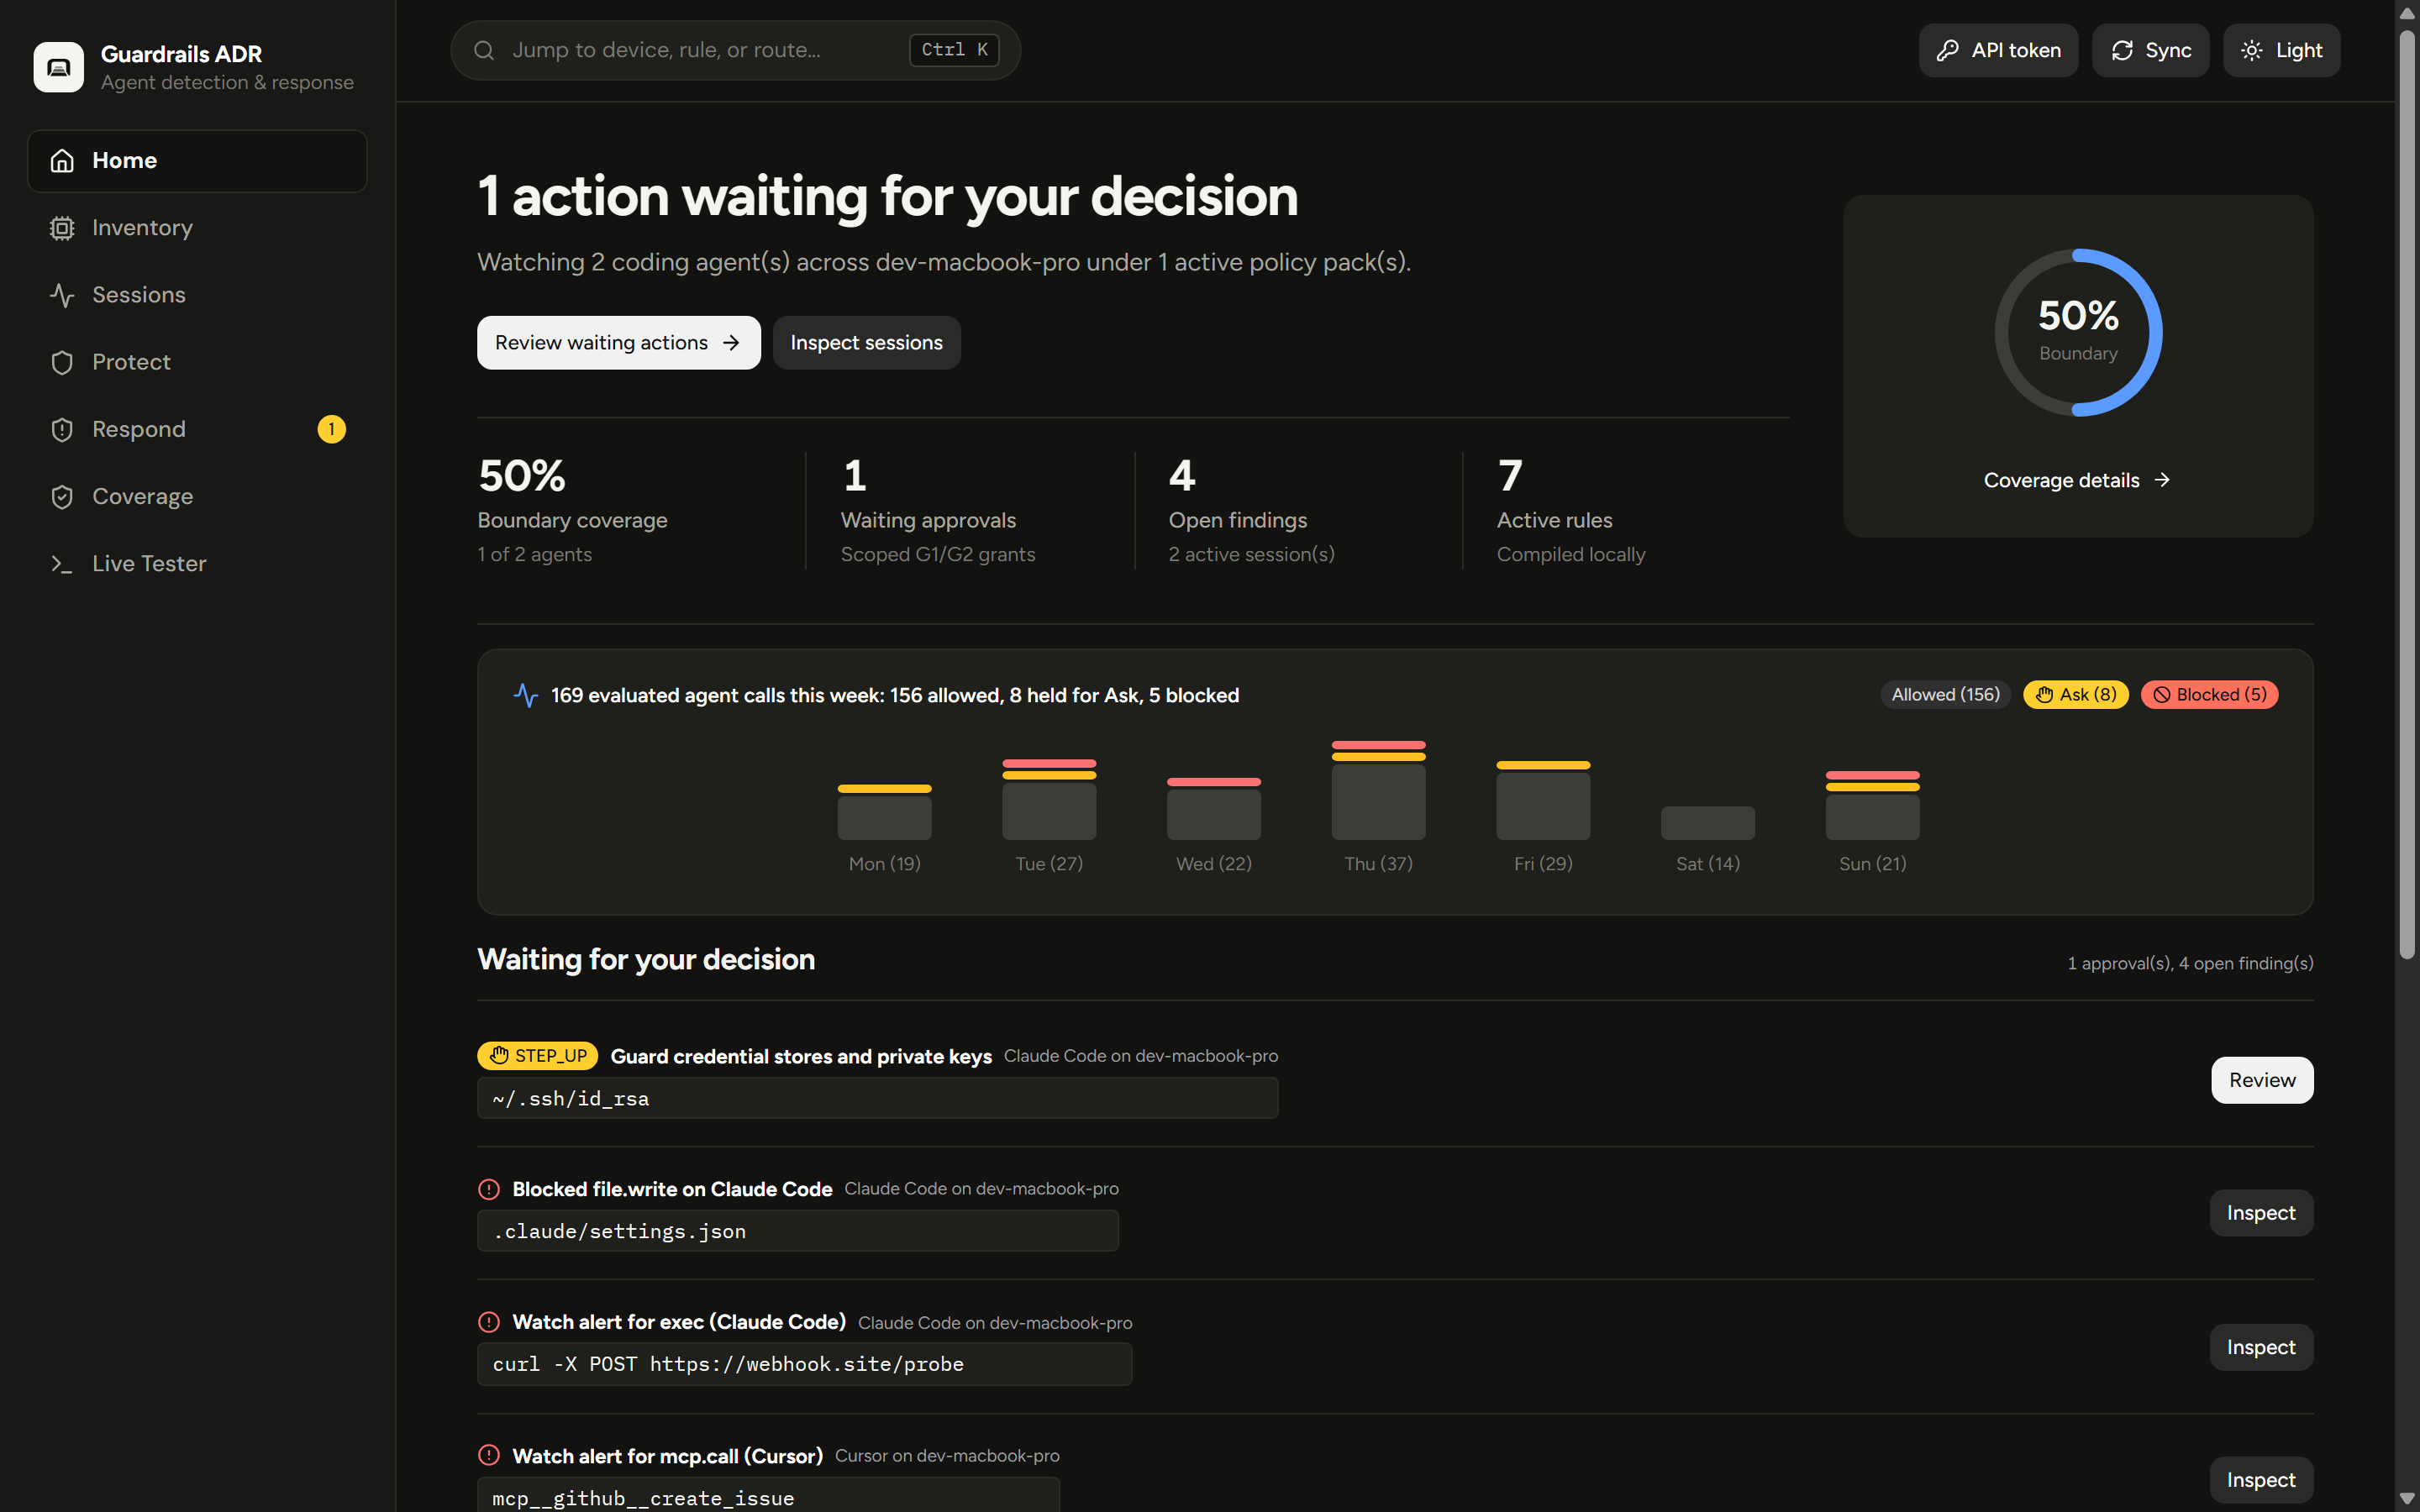 Guardrails ADR
Agent detection & response
Home
Inventory
Sessions
Protect
Respond 1
Coverage
Live Tester
Jump to device, rule, or route... Ctrl K
API token
Sync
Light
1 action waiting for your decision
Watching 2 coding agent(s) across dev-macbook-pro under 1 active policy pack(s).
Review waiting actions
Inspect sessions
50%
Boundary
Coverage details
50%
Boundary coverage
1 of 2 agents
1
Waiting approvals
Scoped G1/G2 grants
4
Open findings
2 active session(s)
7
Active rules
Compiled locally
169 evaluated agent calls this week: 156 allowed, 8 held for Ask, 5 blocked
Allowed (156)
Ask (8)
Blocked (5)
Mon (19)
Tue (27)
Wed (22)
Thu (37)
Fri (29)
Sat (14)
Sun (21)
Waiting for your decision
1 approval(s), 4 open finding(s)
STEP_UP Guard credential stores and private keys Claude Code on dev-macbook-pro
~/.ssh/id_rsa
Review
Blocked file.write on Claude Code Claude Code on dev-macbook-pro
.claude/settings.json
Inspect
Watch alert for exec (Claude Code) Claude Code on dev-macbook-pro
curl -X POST https://webhook.site/probe
Inspect
Watch alert for mcp.call (Cursor) Cursor on dev-macbook-pro
mcp__github__create_issue
Inspect